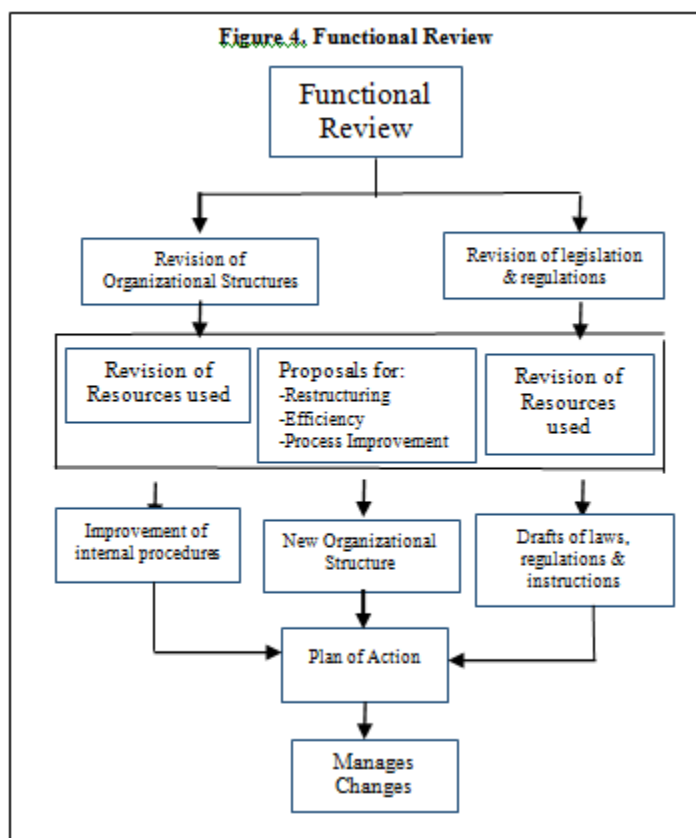 Figure 4. Functional Review
Functional
Review
Revision of
Organizational Structures
Revision of legislation
& regulations
Revision of
Resources used
Proposals for:
-Restructuring
-Efficiency
-Process Improvement
Revision of
Resources
used
Improvement of
internal procedures
New Organizational
Structure
Drafts of laws,
regulations &
instructions
Plan of Action
Manages
Changes